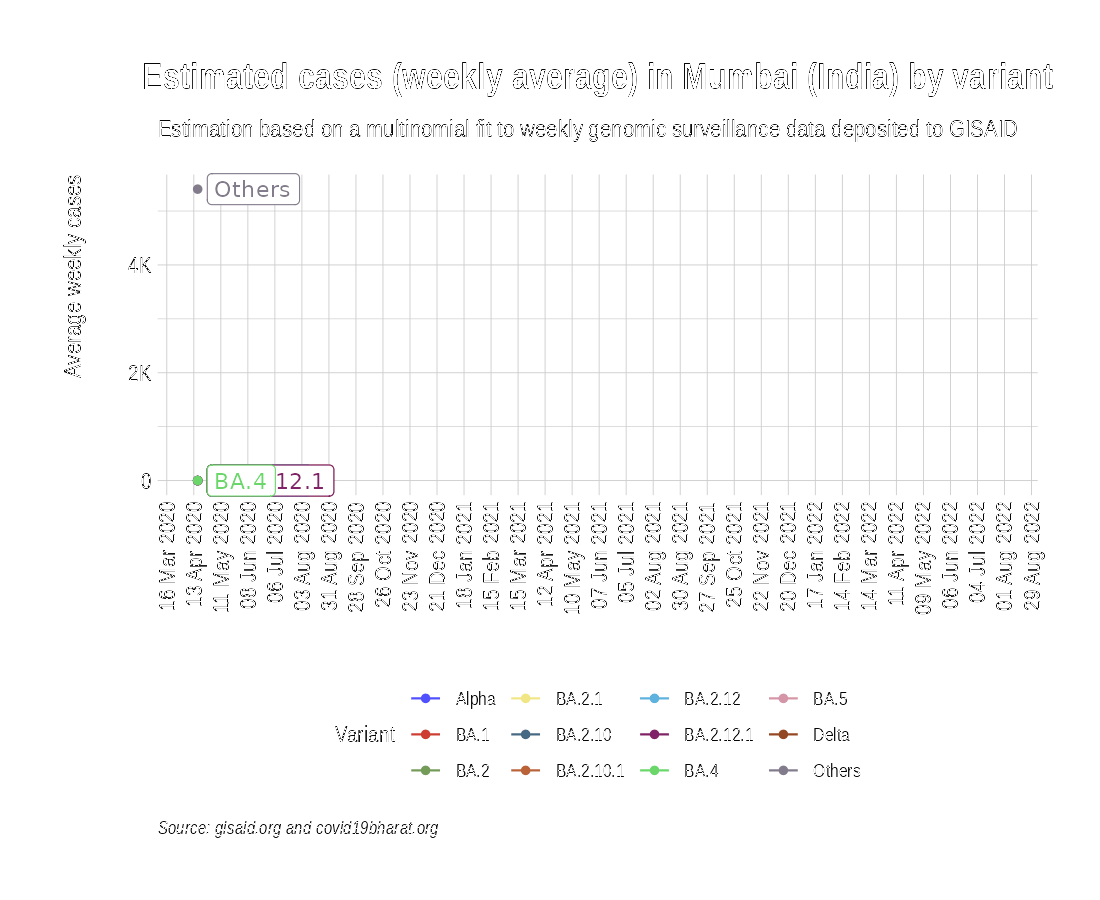 Estimated cases (weekly average) in Mumbai (India) by variant
Estimation based on a multinomial fit to weekly genomic surveillance data deposited to GISAID
Average weekly cases
Others
4K
2K
0
BA.4
12.1
16 Mar 2020
13 Apr 2020
11 May 2020
08 Jun 2020
06 Jul 2020
03 Aug 2020
31 Aug 2020
28 Sep 2020
26 Oct 2020
23 Nov 2020
21 Dec 2020
18 Jan 2021
15 Feb 2021
15 Mar 2021
12 Apr 2021
10 May 2021
07 Jun 2021
05 Jul 2021
02 Aug 2021
30 Aug 2021
27 Sep 2021
25 Oct 2021
22 Nov 2021
20 Dec 2021
17 Jan 2022
14 Feb 2022
14 Mar 2022
11 Apr 2022
09 May 2022
06 Jun 2022
04 Jul 2022
01 Aug 2022
29 Aug 2022
Variant
Alpha
BA.1
BA.2
BA.2.1
BA.2.10
BA.2.10.1
BA.2.12
BA.2.12.1
BA.4
BA.5
Delta
Others
Source: gisaid.org and covid19bharat.org